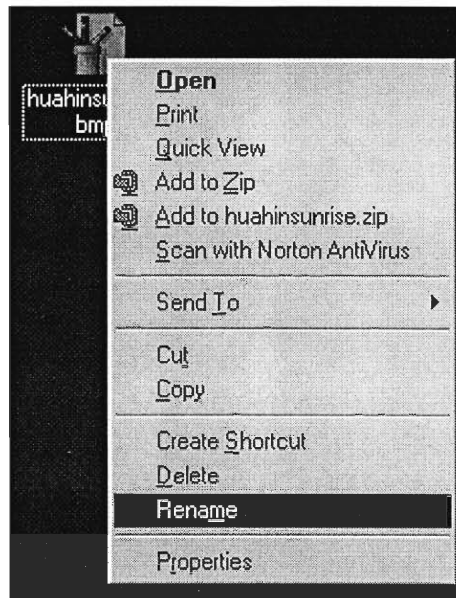 huahinsu
bmp
Open
Print
Quick View
Add to Zip
Add to huahinsunrise.zip
Scan with Norton AntiVirus
Send To
Cut
Copy
Create Shortcut
Delete
Rename
Properties